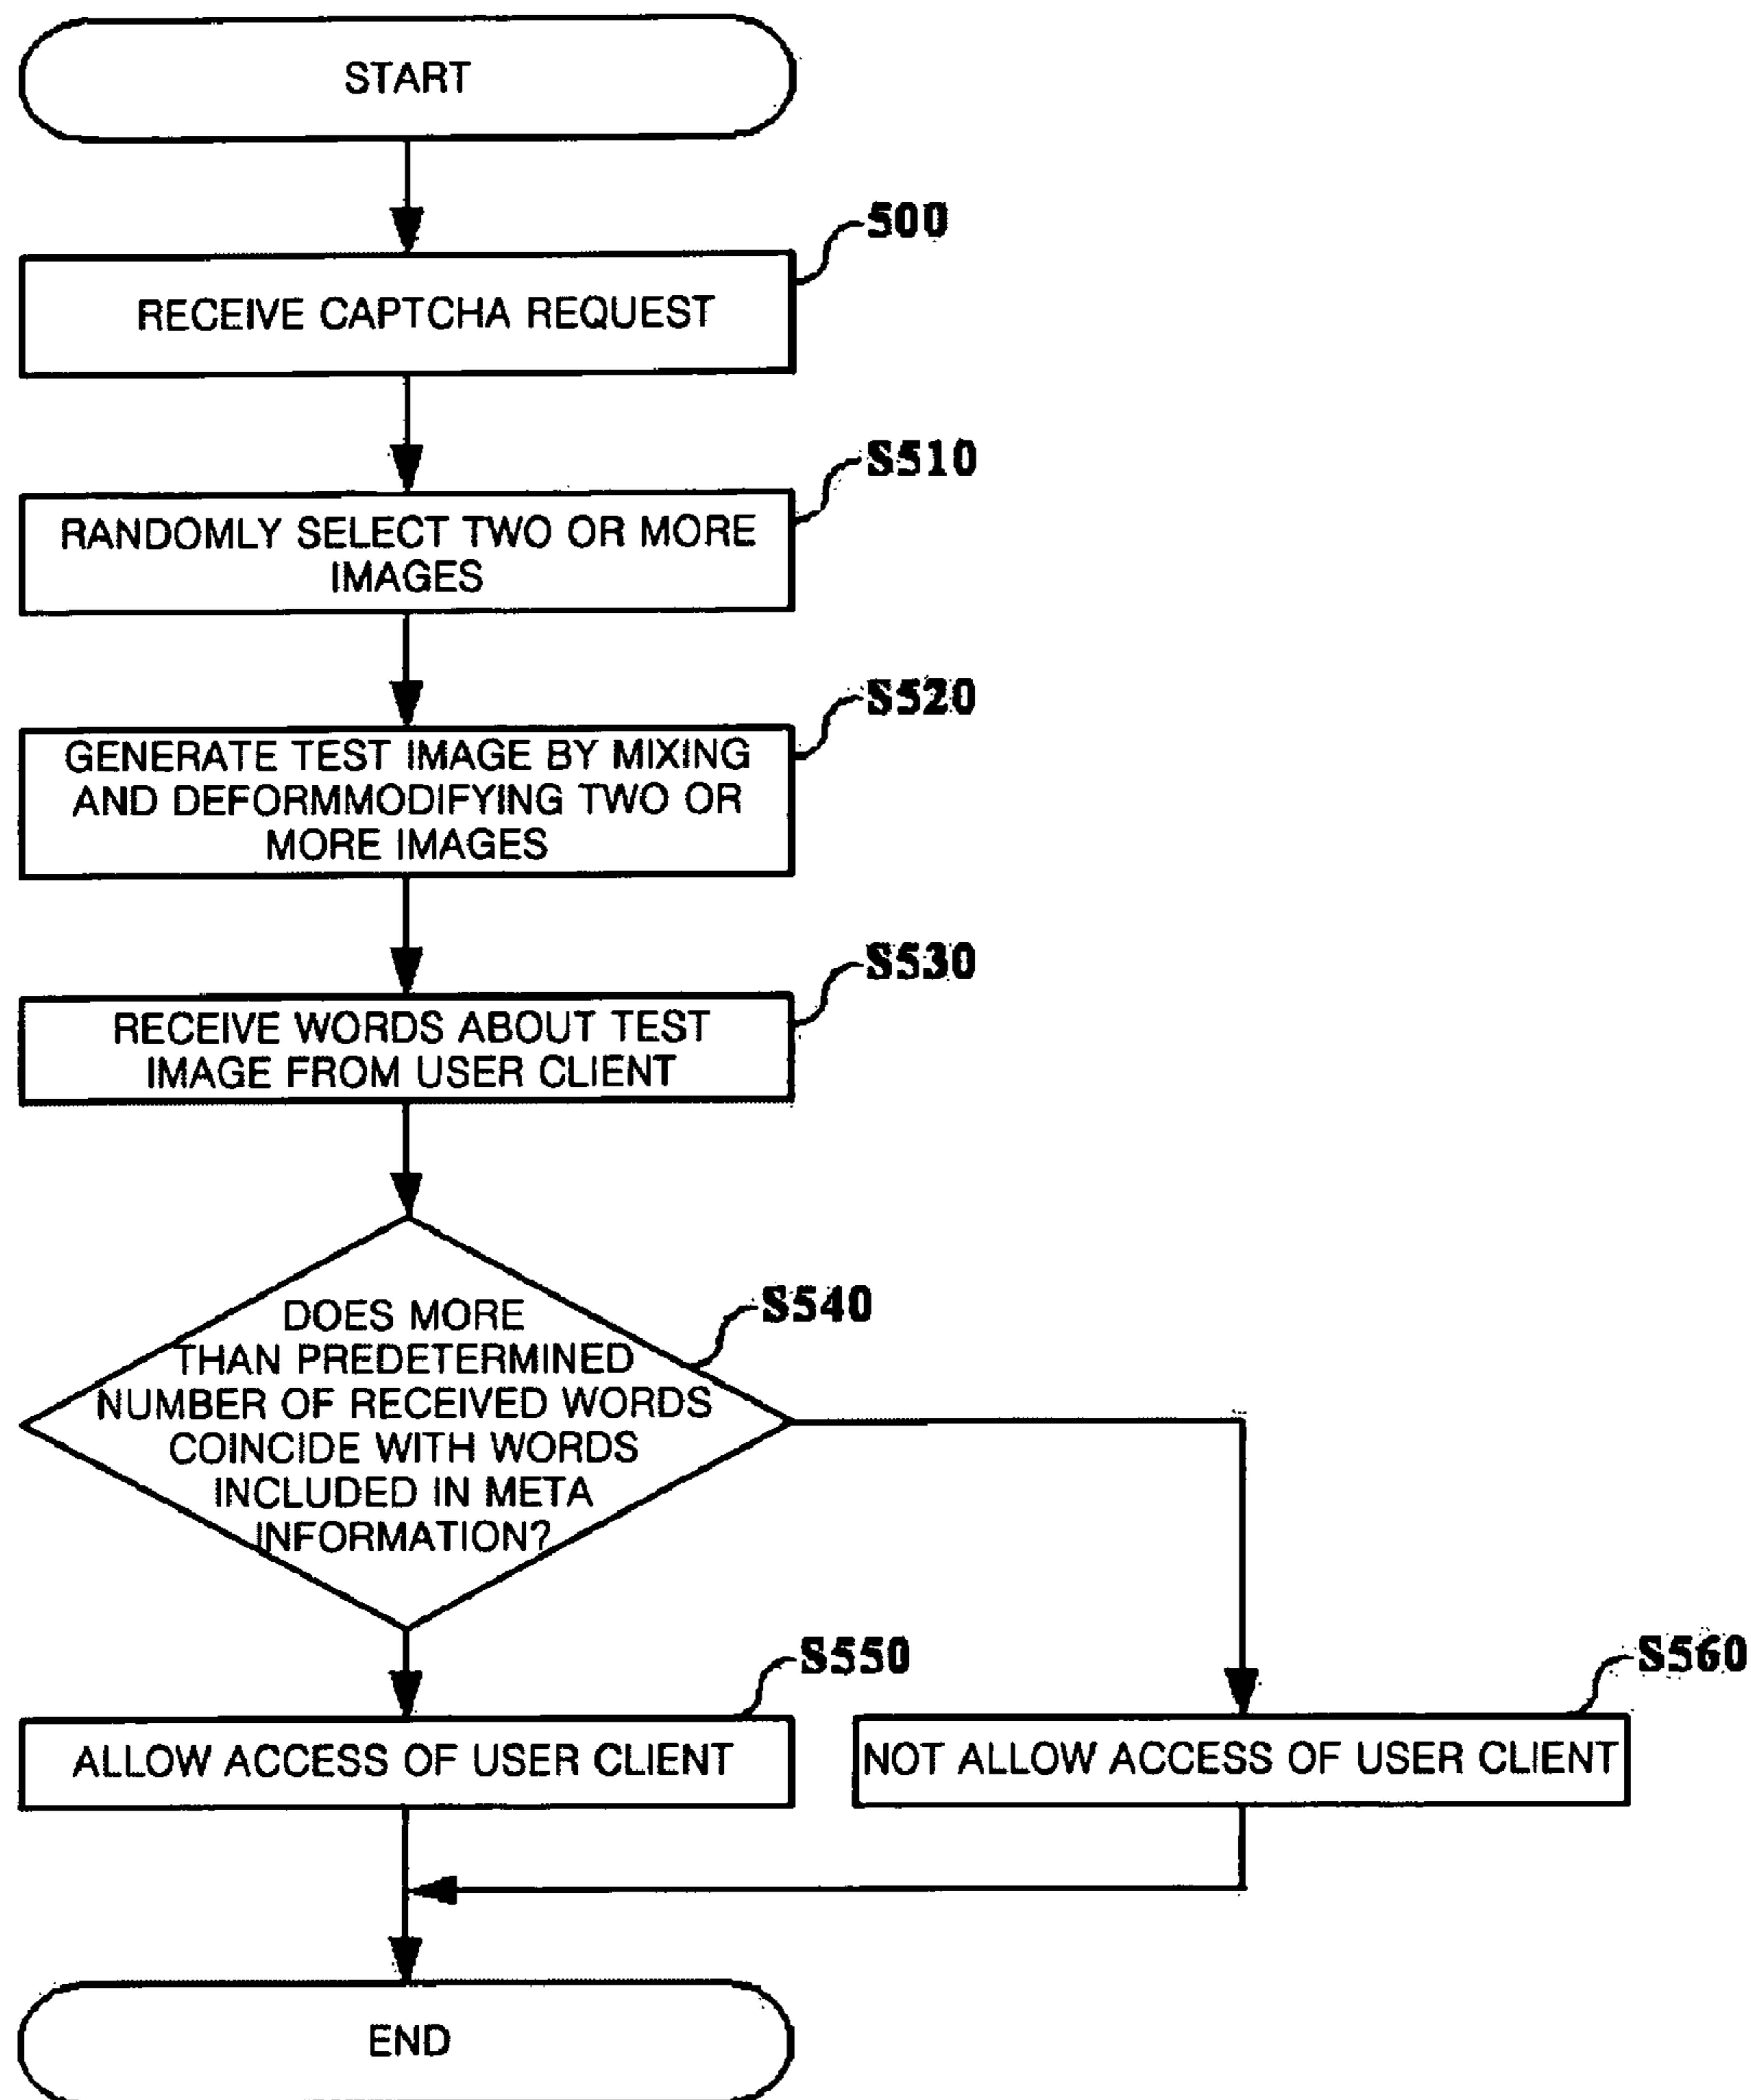 START
500
RECEIVE CAPTCHA REQUEST
S510
RANDOMLY SELECT TWO OR MORE
IMAGES
S520
GENERATE TEST IMAGE BY MIXING
AND DEFORMMODIFYING TWO OR
MORE IMAGES
S530
RECEIVE WORDS ABOUT TEST
IMAGE FROM USER CLIENT
S540
DOES MORE
THAN PREDETERMINED
NUMBER OF RECEIVED WORDS
COINCIDE WITH WORDS
INCLUDED IN META
INFORMATION?
S550
ALLOW ACCESS OF USER CLIENT
S560
NOT ALLOW ACCESS OF USER CLIENT
END